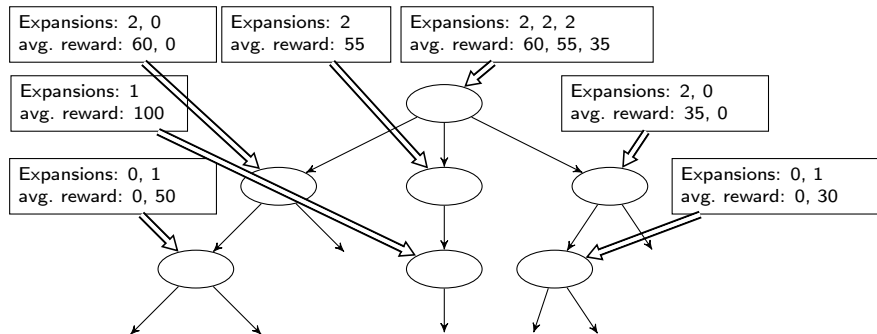 Expansions: 2, 0
avg. reward: 60, 0
Expansions: 2
avg. reward: 55
Expansions: 2, 2, 2
avg. reward: 60, 55, 35
Expansions: 1
avg. reward: 100
Expansions: 2, 0
avg. reward: 35, 0
Expansions: 0, 1
avg. reward: 0, 50
Expansions: 0, 1
avg. reward: 0, 30